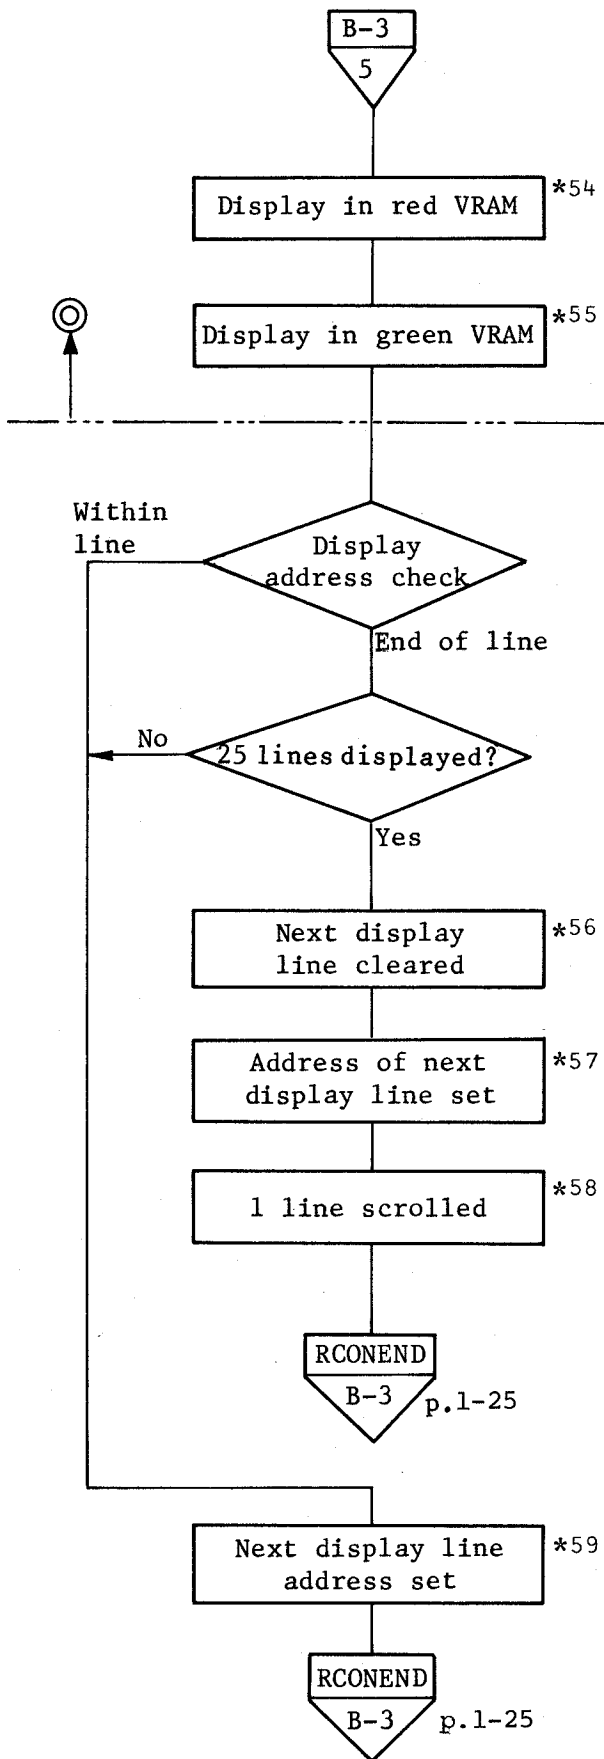 B-3
5
Display in red VRAM
*54
Display in green VRAM
*55
Within
line
Display
address check
End of line
No
25 lines displayed?
Yes
Next display
line cleared
*56
Address of next
display line set
*57
1 line scrolled
*58
RCONEND
B-3
p.1-25
Next display line
address set
*59
RCONEND
B-3
p.1-25